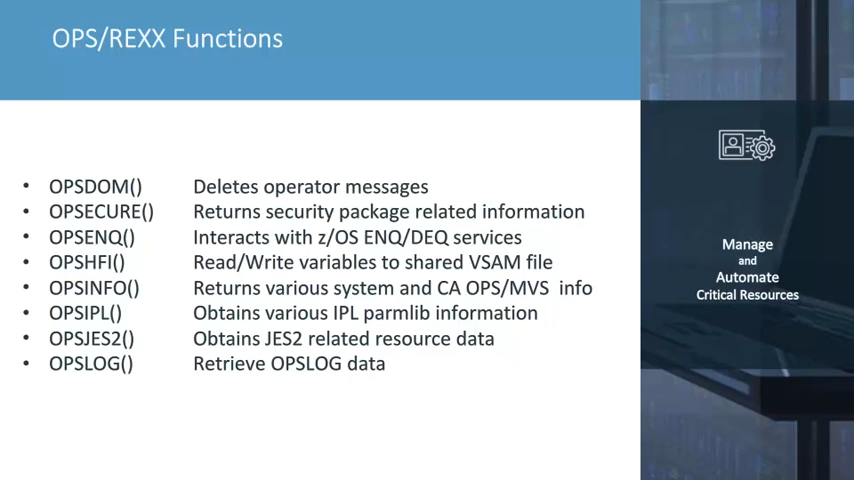 OPS/REXX Functions
• OPSDOM() Deletes operator messages
• OPSECURE() Returns security package related information
• OPSENQ() Interacts with z/OS ENQ/DEQ services
• OPSHFI() Read/Write variables to shared VSAM file
• OPSINFO() Returns various system and CA OPS/MVS info
• OPSIPL() Obtains various IPL parmlib information
• OPSJES2() Obtains JES2 related resource data
• OPSLOG() Retrieve OPSLOG data
Manage
and
Automate
Critical Resources